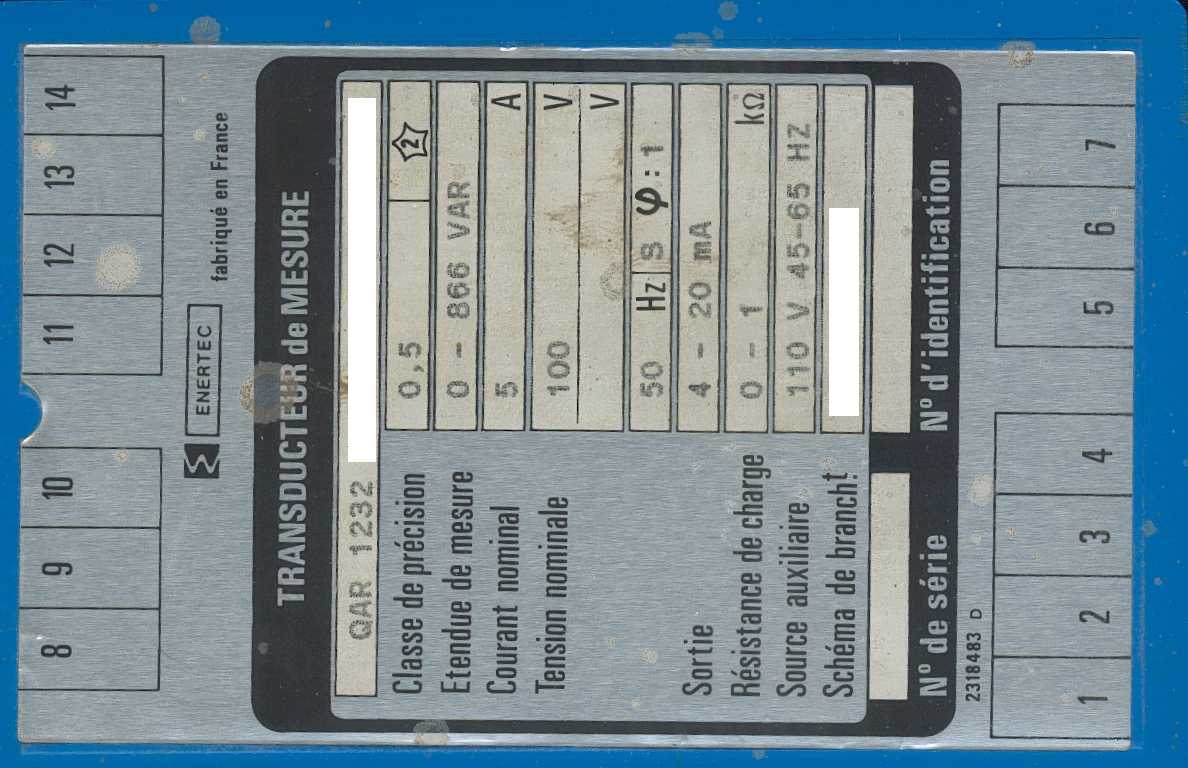 8 9 10 11 12 13 14
ENERTEC fabriqué en France
TRANSDUCTEUR de MESURE
QAR 1232
Classe de précision 0,5 2
Etendue de mesure 0 - 866 VAR
Courant nominal 5 A
Tension nominale 100 V
V
50 Hz S φ: 1
Sortie 4 - 20 mA
Résistance de charge 0 - 1 kΩ
Source auxiliaire 110 V 45-65 HZ
Schéma de brancht
N° de série N° d'identification
2318483 D
1 2 3 4 5 6 7